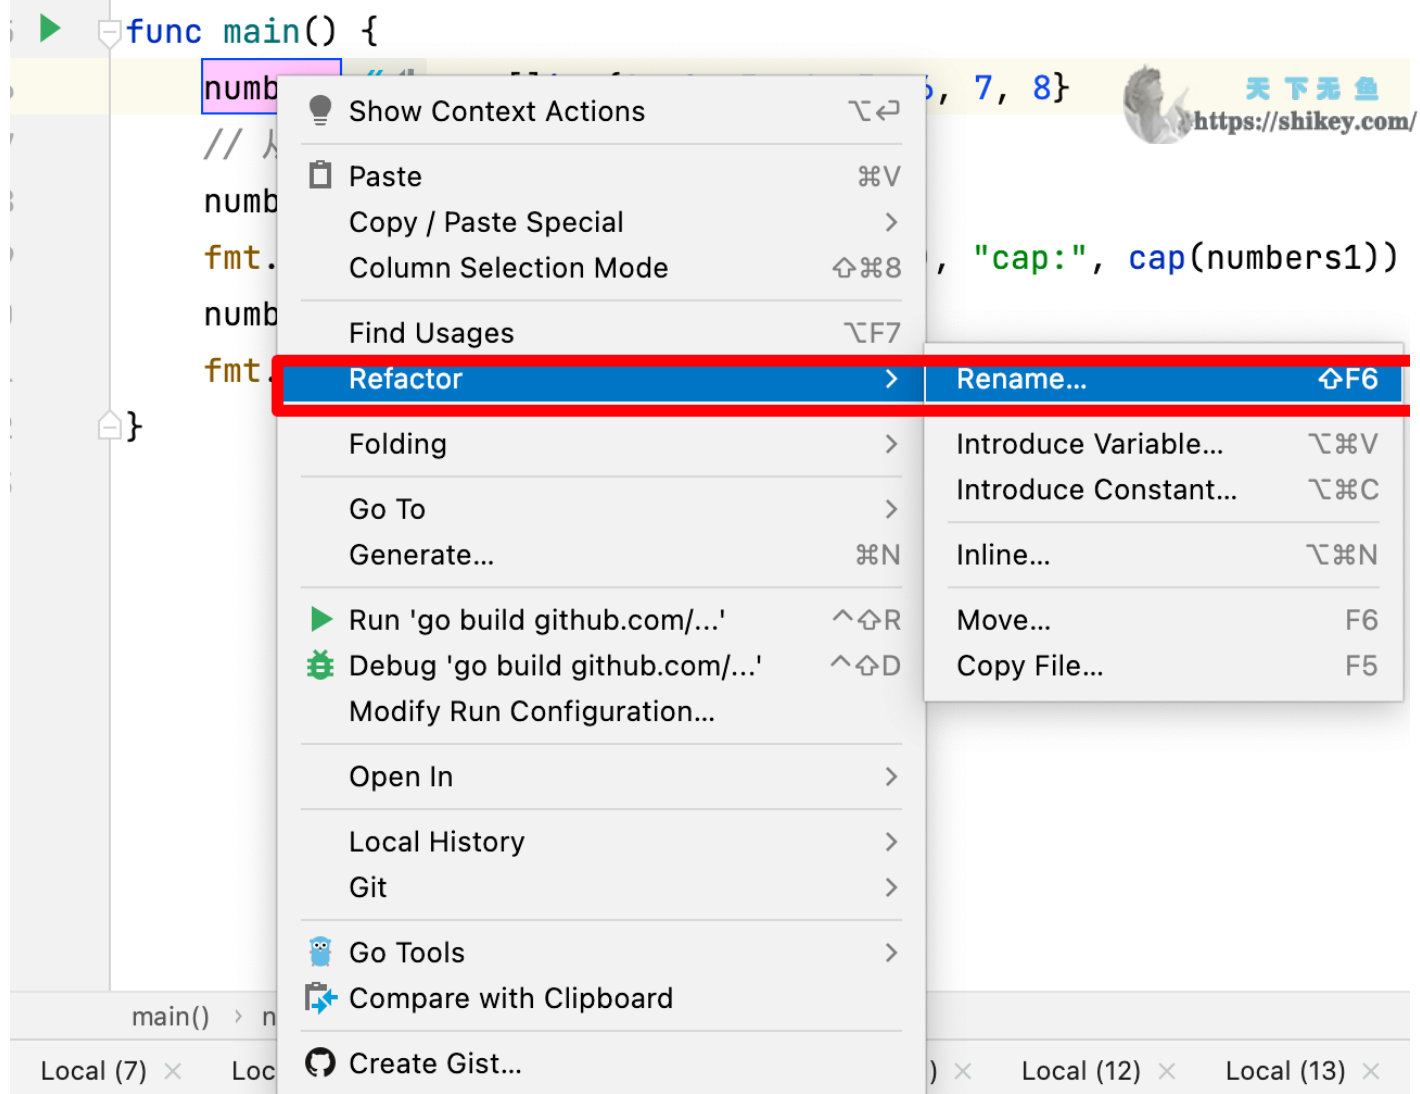 func main() {
6, 7, 8}
天下无鱼
https://shikey.com/
//
"cap:", cap(numbers1))
fmt.
fmt.
}
Show Context Actions ⌥⏎
Paste ⌘V
Copy / Paste Special >
Column Selection Mode ⇧⌘8
Find Usages ⌥F7
Refactor >
Folding >
Go To >
Generate... ⌘N
Run 'go build github.com/...' ^⇧R
Debug 'go build github.com/...' ^⇧D
Modify Run Configuration...
Open In >
Local History >
Git >
Go Tools >
Compare with Clipboard
Create Gist...
Rename... ⇧F6
Introduce Variable... ⌥⌘V
Introduce Constant... ⌥⌘C
Inline... ⌥⌘N
Move... F6
Copy File... F5
main() >
Local (7) ×
Local (12) ×
Local (13) ×